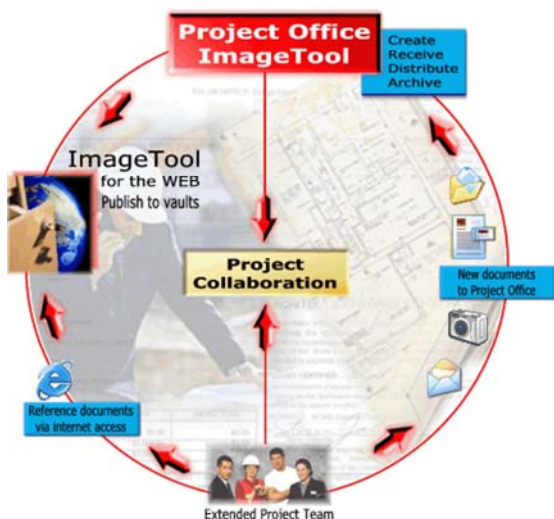 Project Office
ImageTool
Create
Receive
Distribute
Archive
ImageTool
for the WEB
Publish to vaults
Project
Collaboration
New documents
to Project Office
Reference documents
via internet access
Extended Project Team